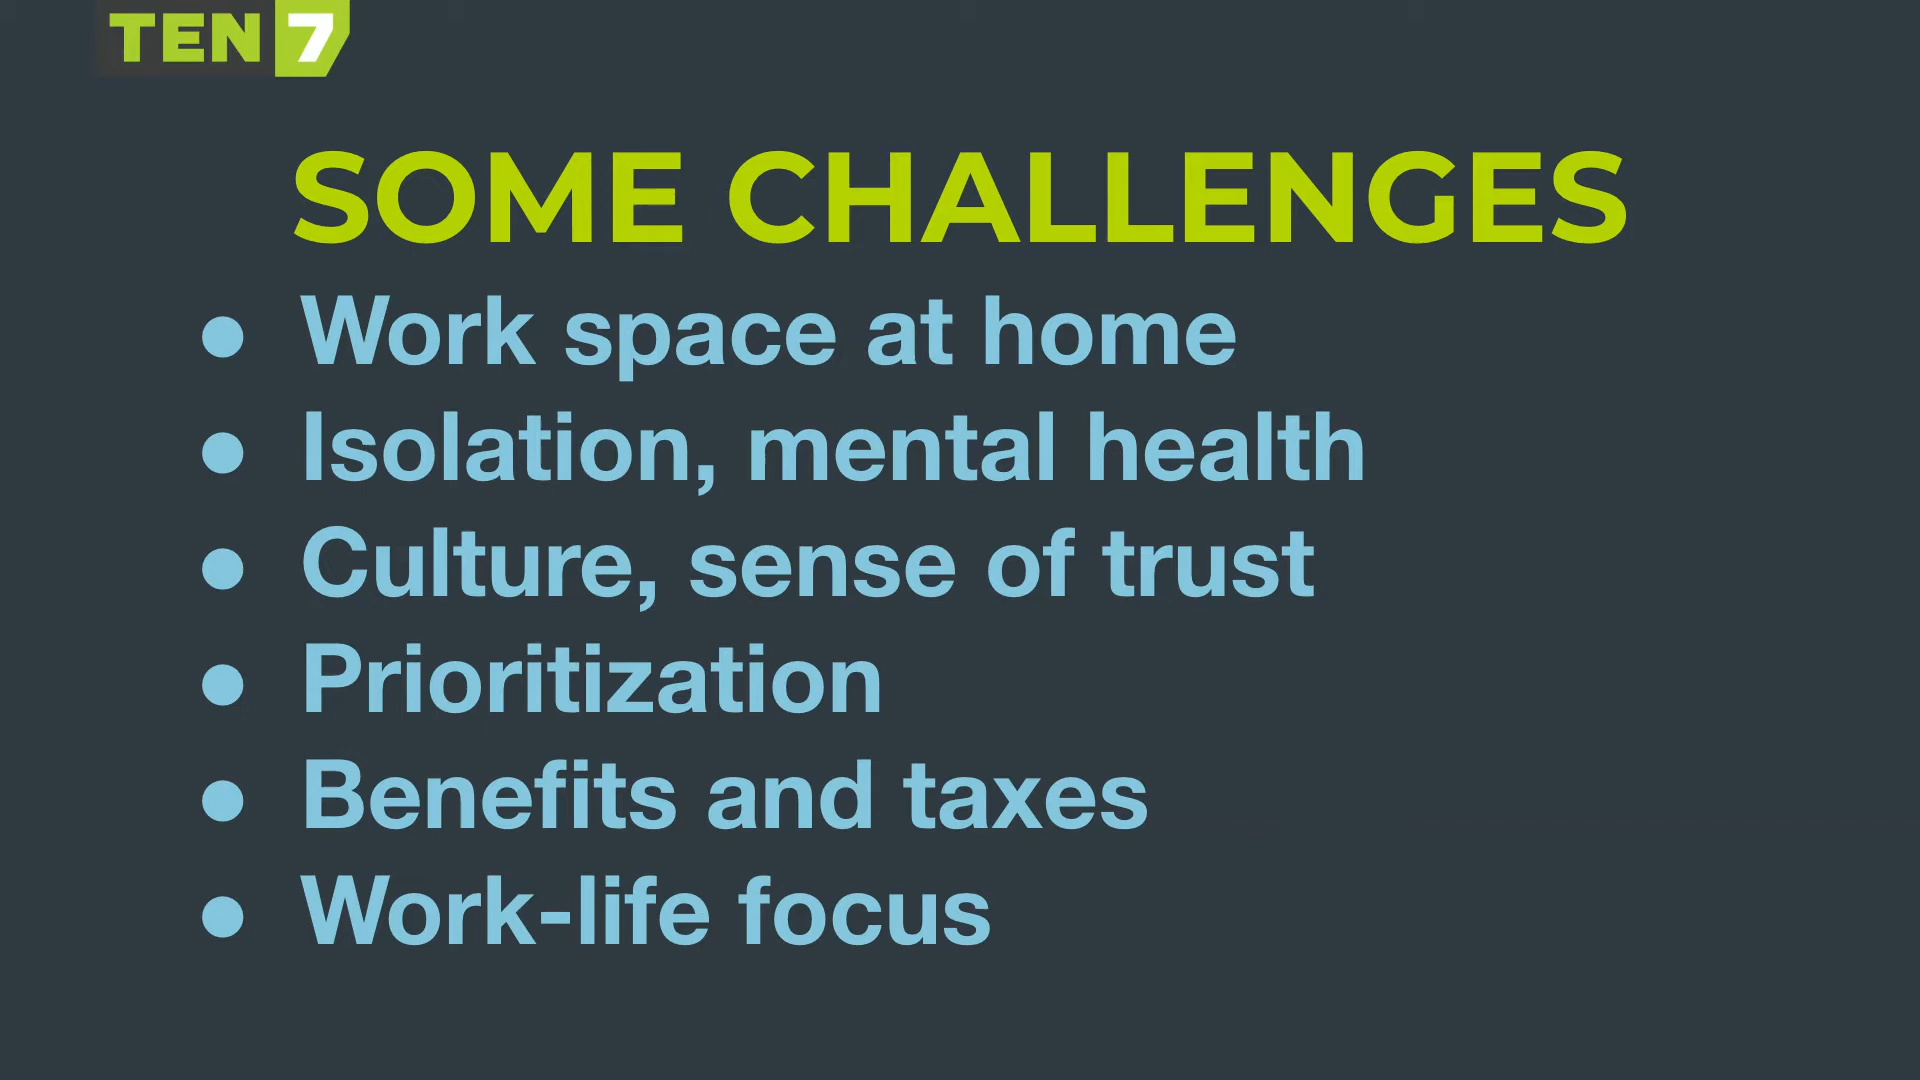 TEN 7
SOME CHALLENGES
● Work space at home
● Isolation, mental health
● Culture, sense of trust
● Prioritization
● Benefits and taxes
● Work-life focus